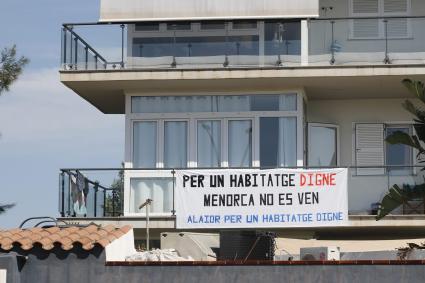 PER UN HABITATGE DIGNE
MENORCA NO ES VEN
ALAIOR PER UN HABITATGE DIGNE